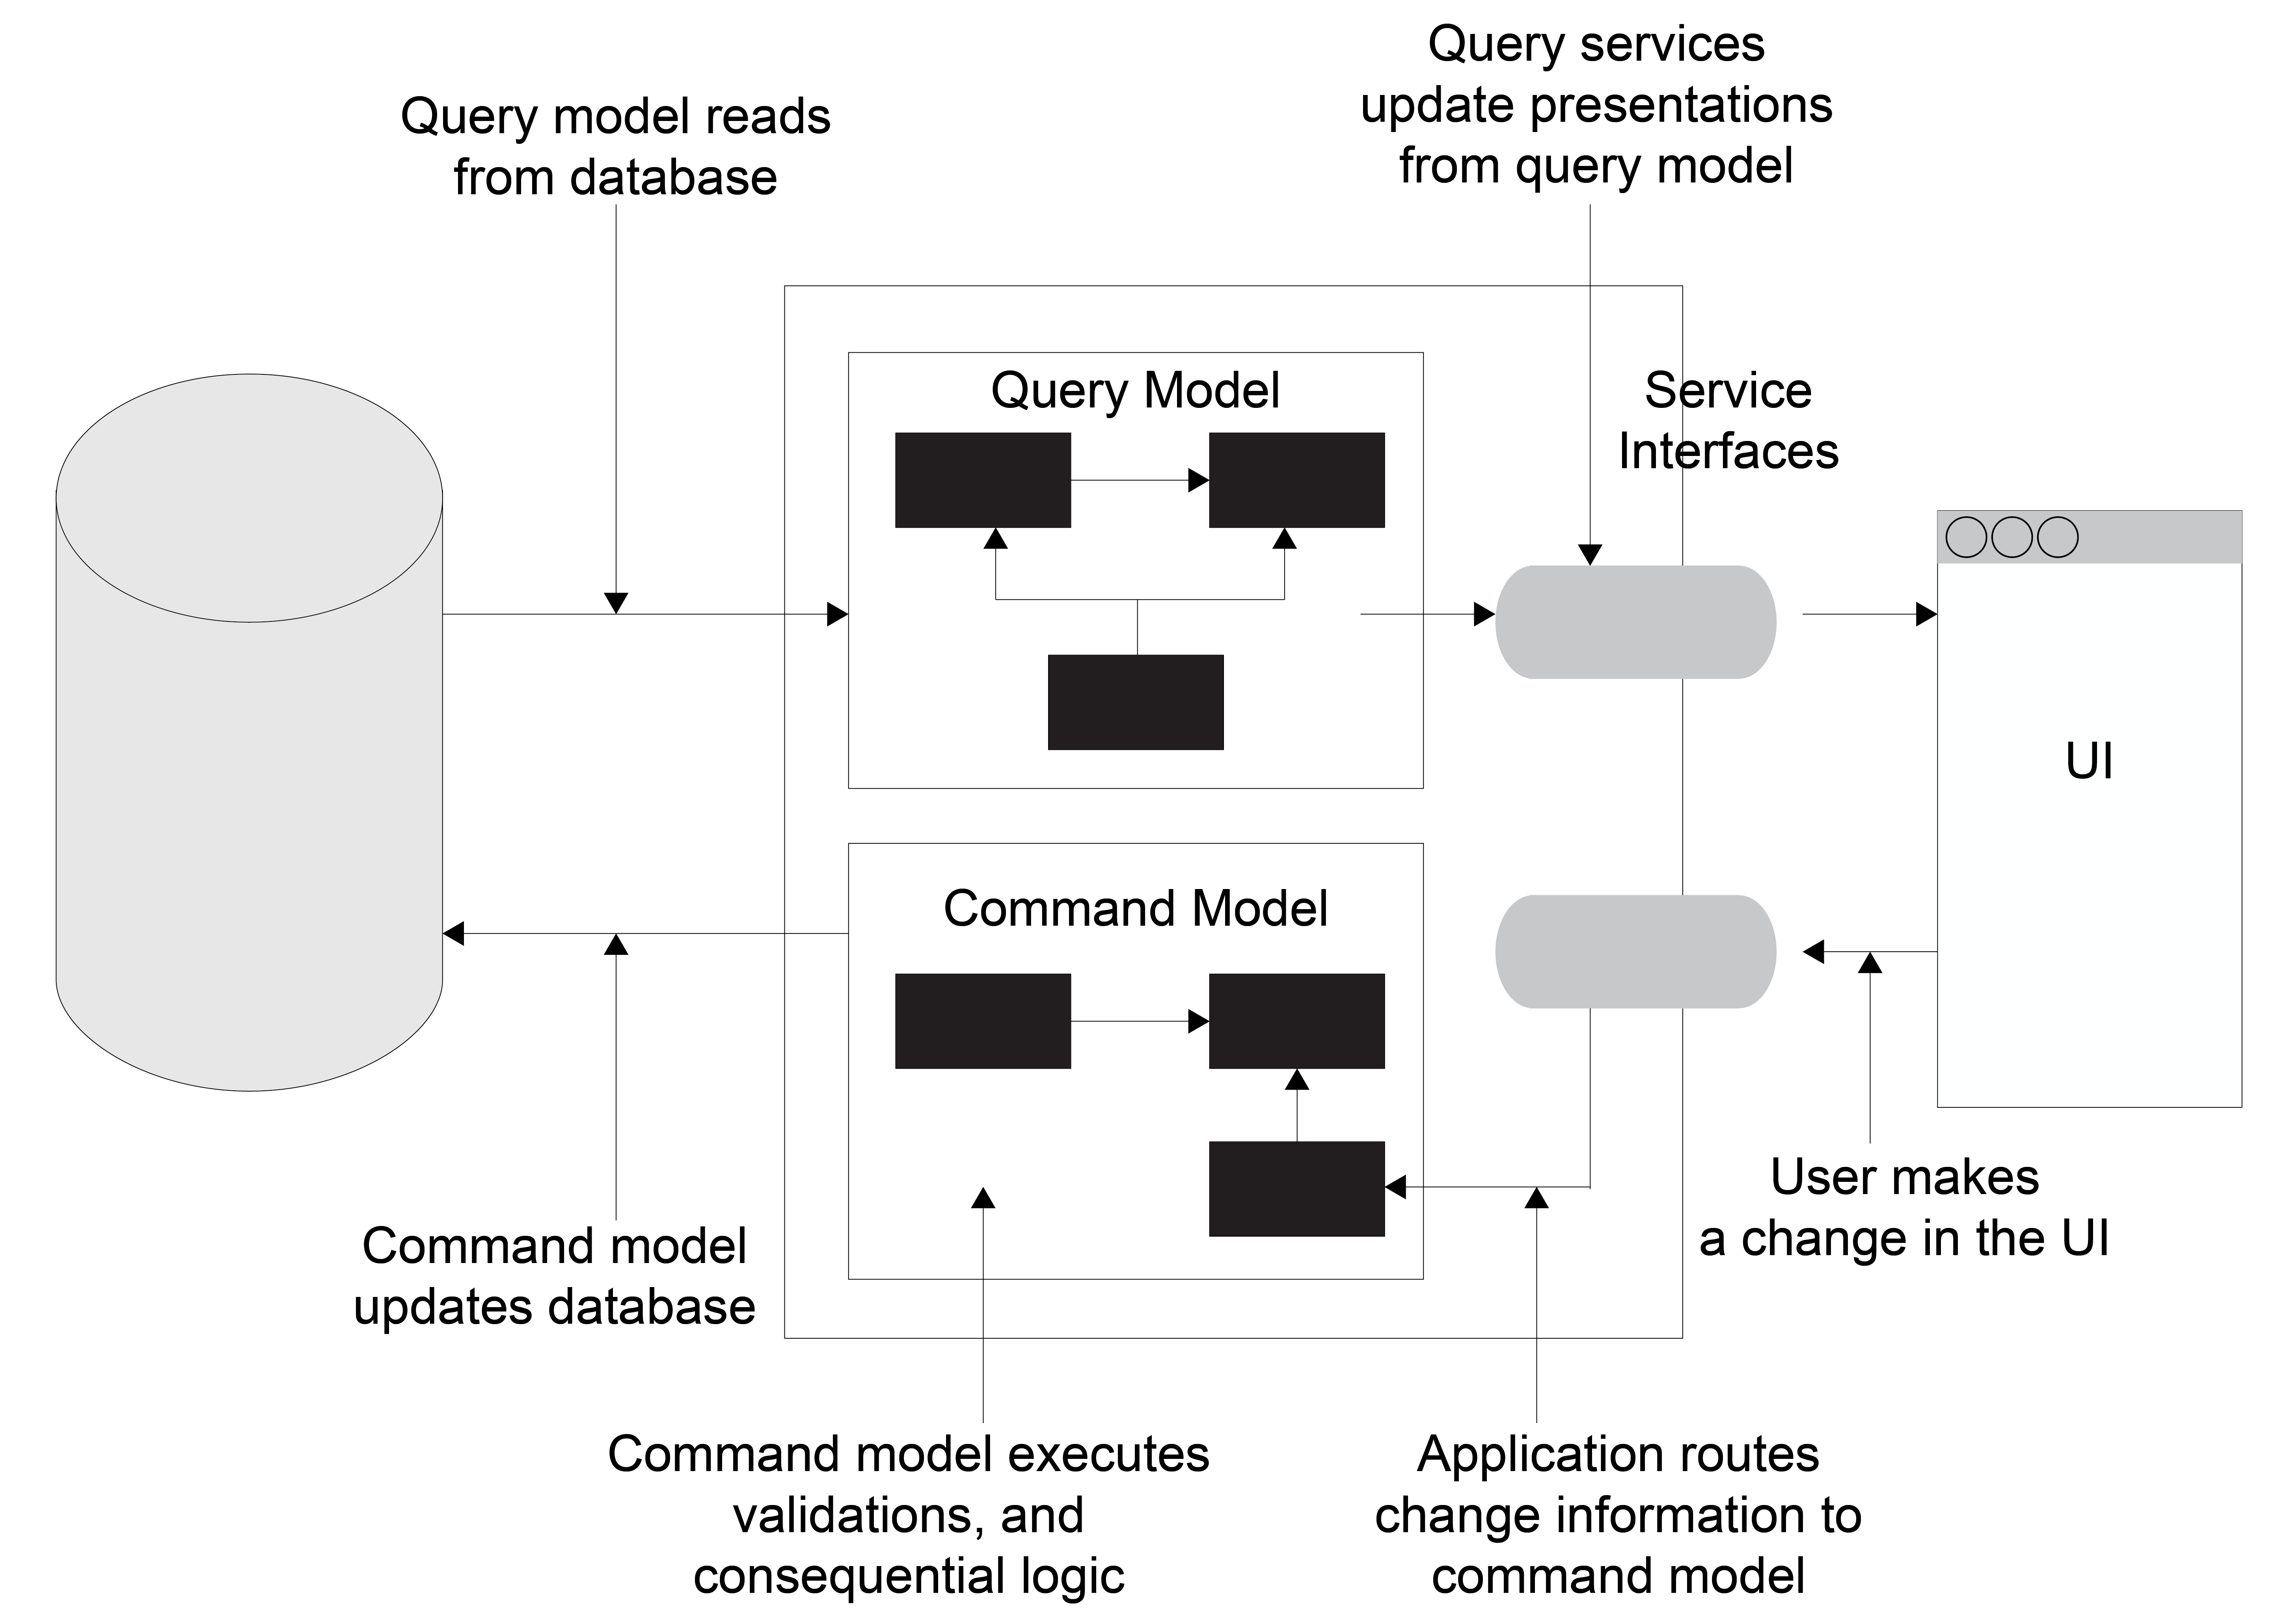 Query services
update presentations
from query model
Query model reads
from database
Query Model
Service
Interfaces
UI
Command Model
User makes
a change in the UI
Command model
updates database
Command model executes
validations, and
consequential logic
Application routes
change information to
command model